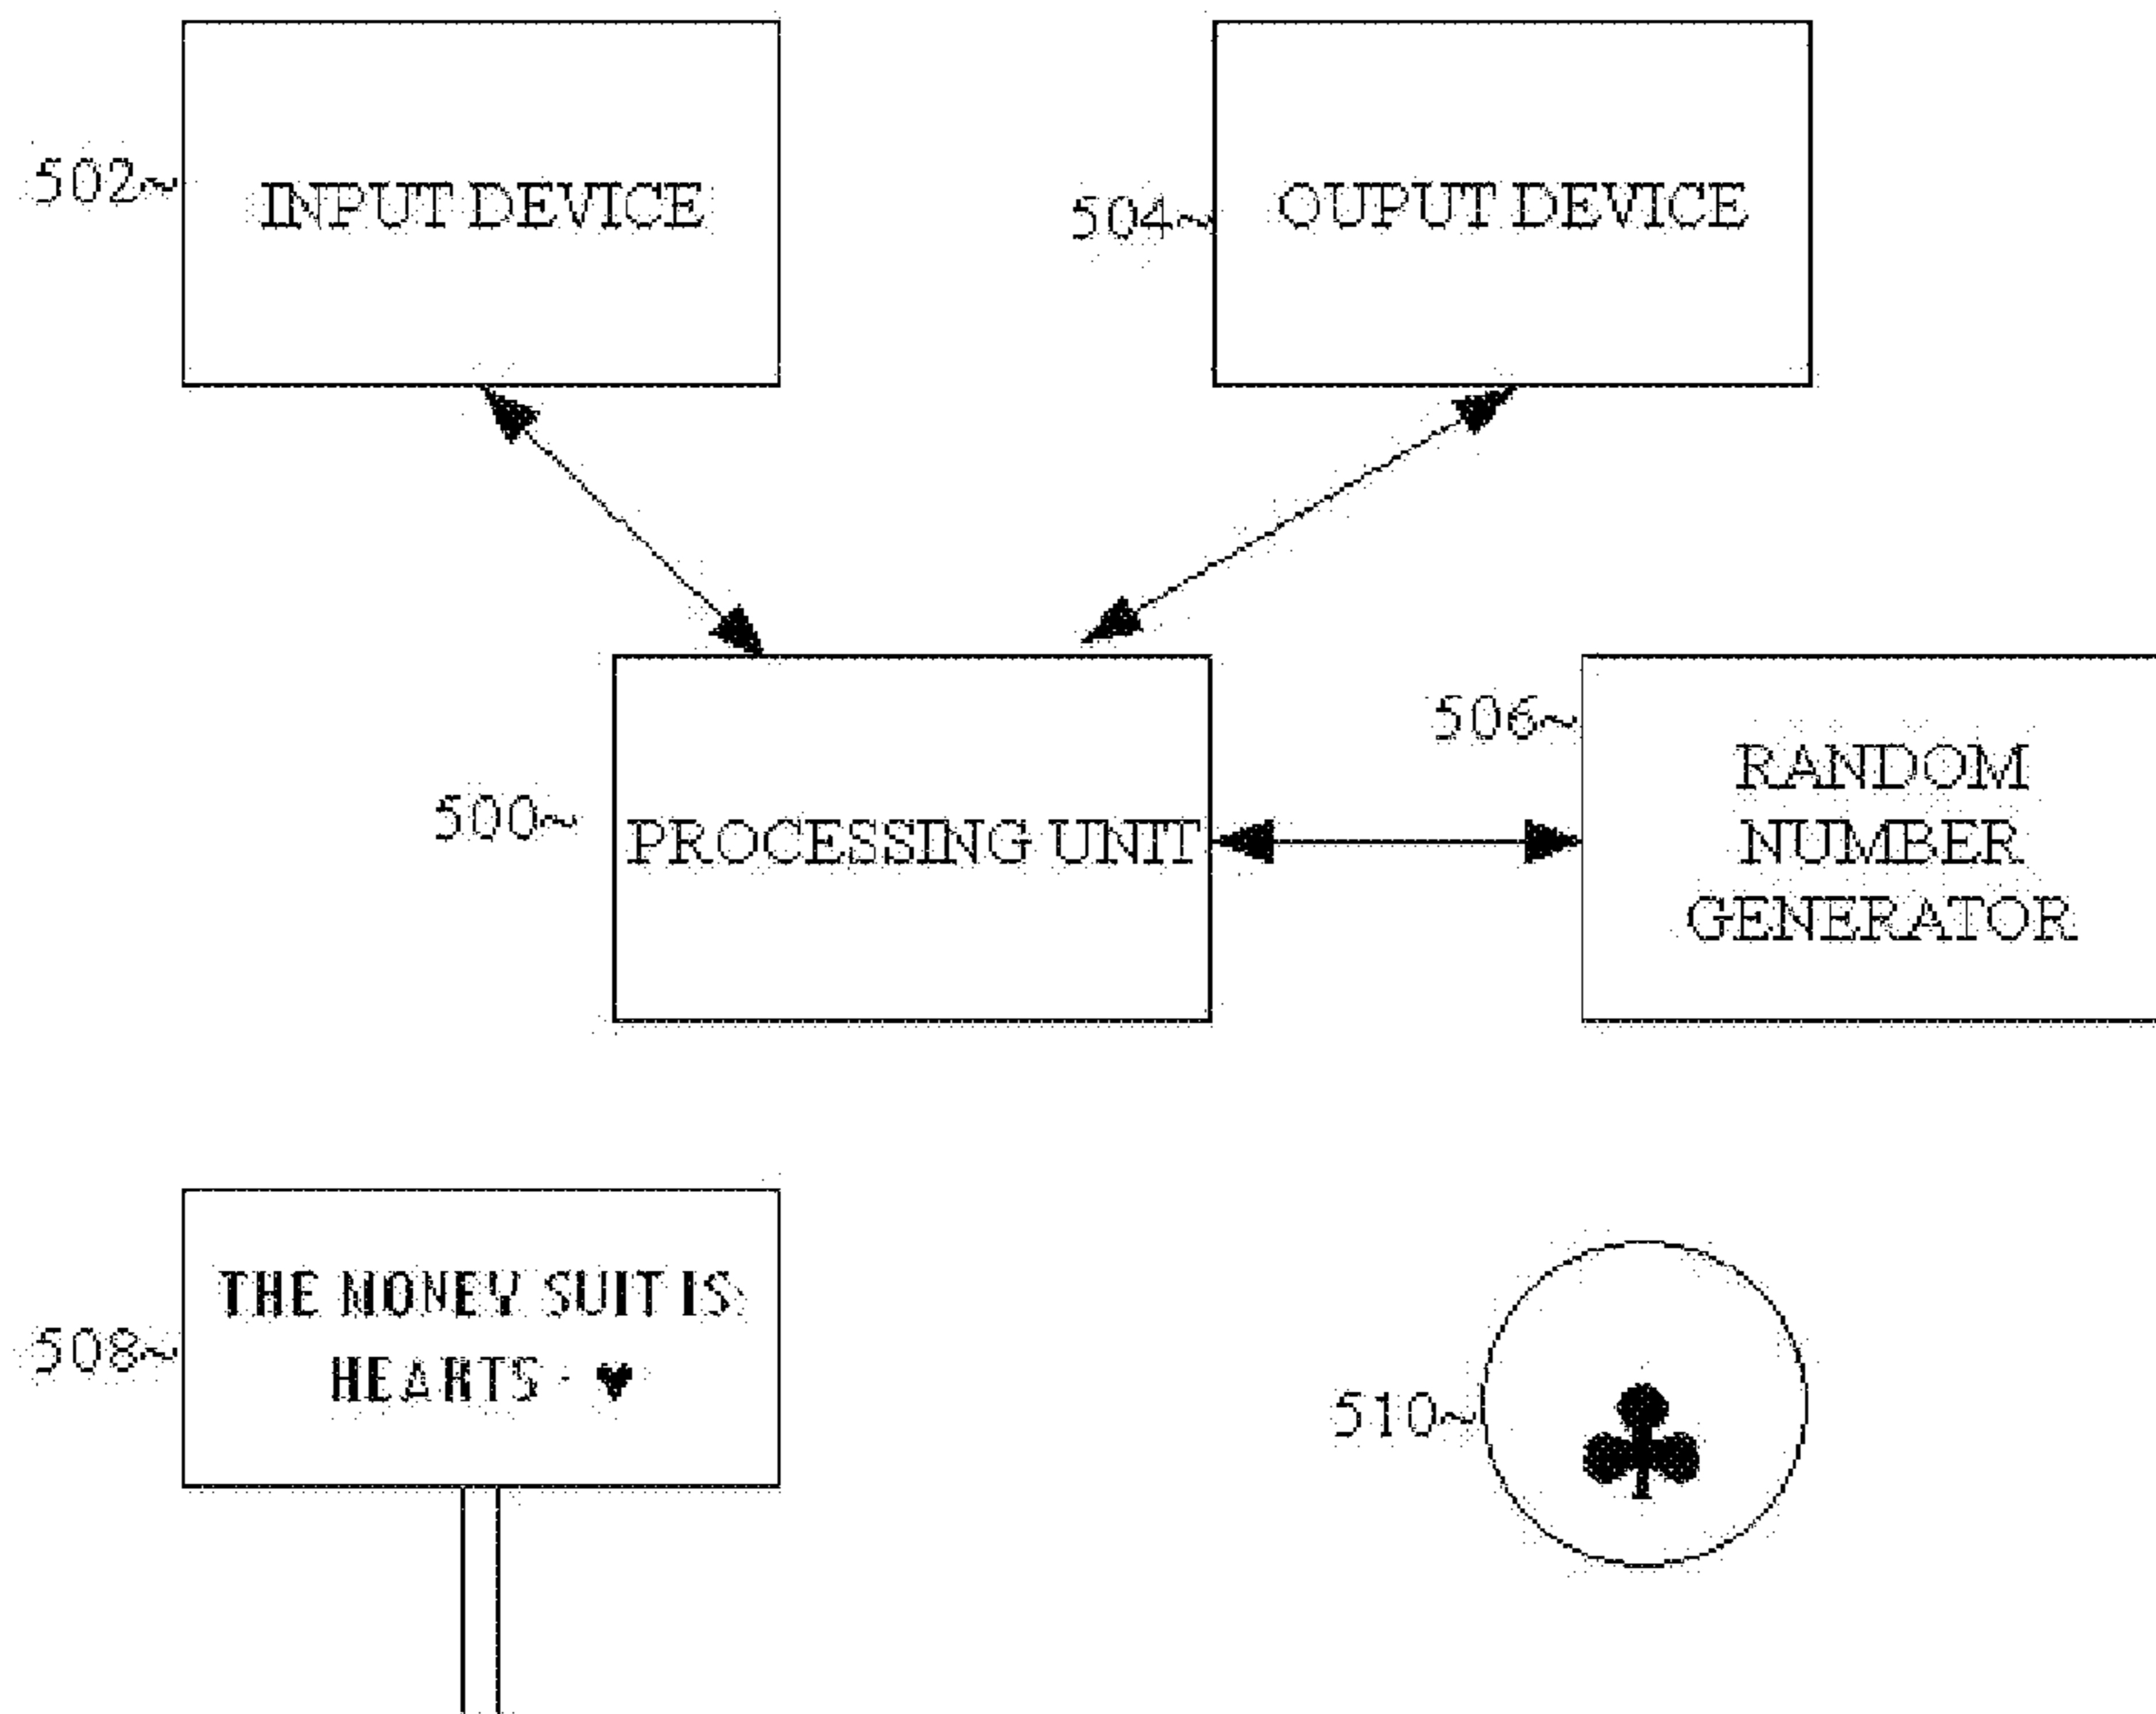 502~
INPUT DEVICE
504~
OUPUT DEVICE
500~
PROCESSING UNIT
506~
RANDOM
NUMBER
GENERATOR
508~
THE MONEY SUIT IS
HEARTS - ♥
510~
♣